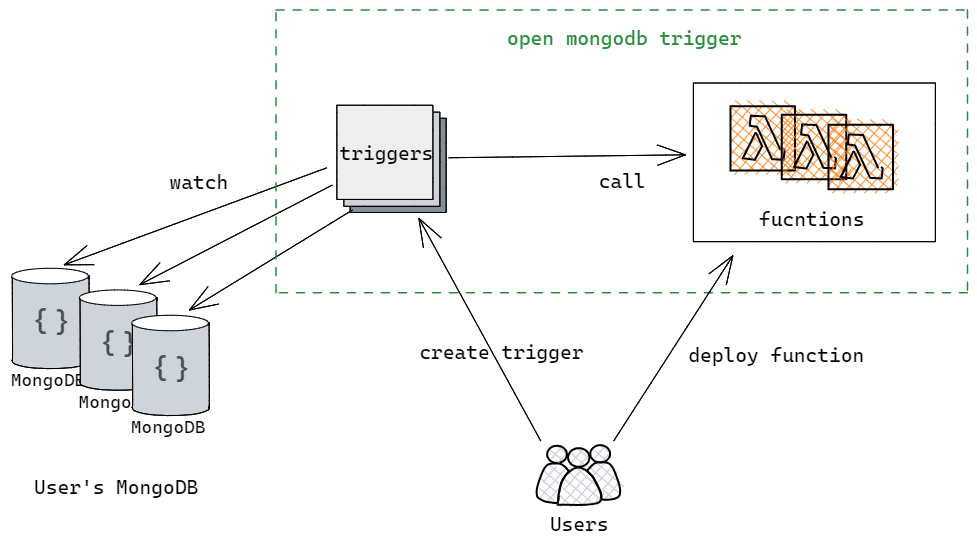 open mongodb trigger
triggers
watch
call
fucntions
{ }
{ }
{ }
create trigger
deploy function
MongoDB
Mongo
MongoDB
User's MongoDB
Users